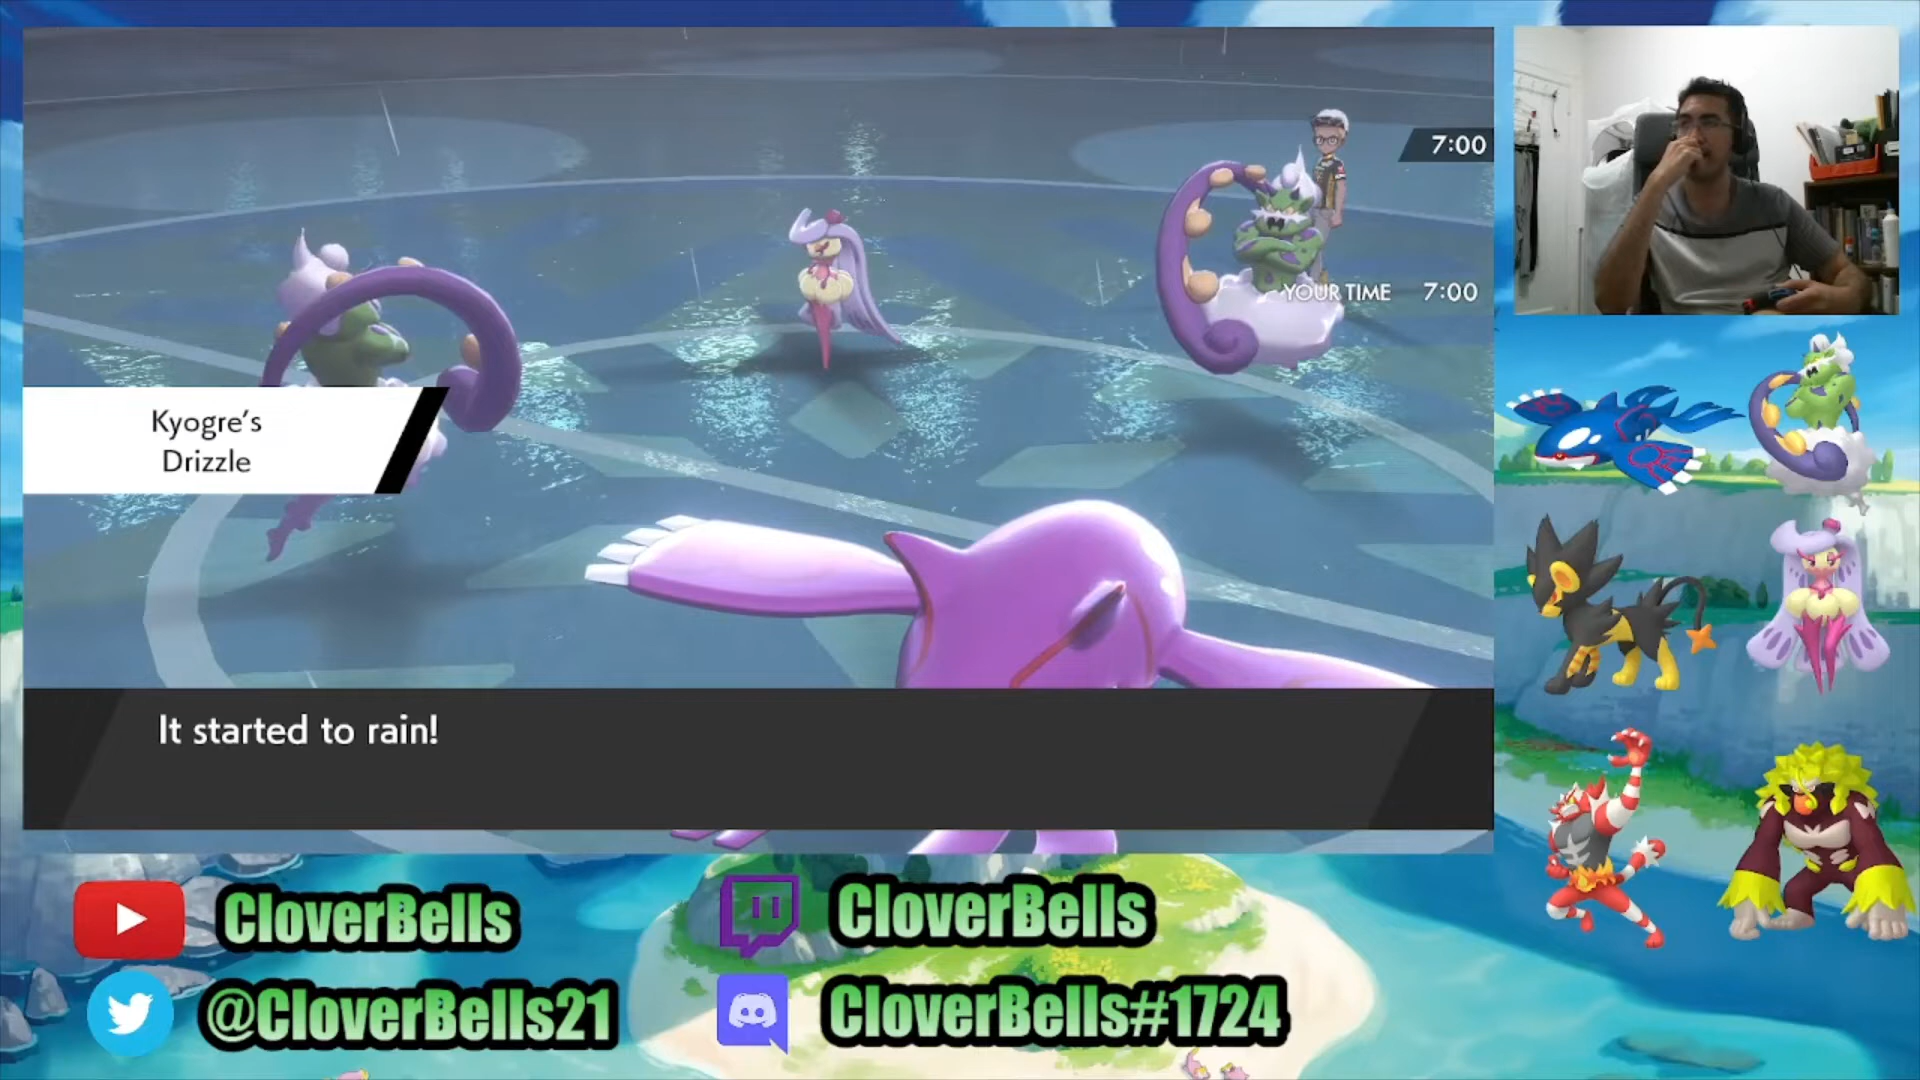 7:00
YOUR TIME 7:00
Kyogre's
Drizzle
It started to rain!
CloverBells
CloverBells
@CloverBells21
CloverBells#1724